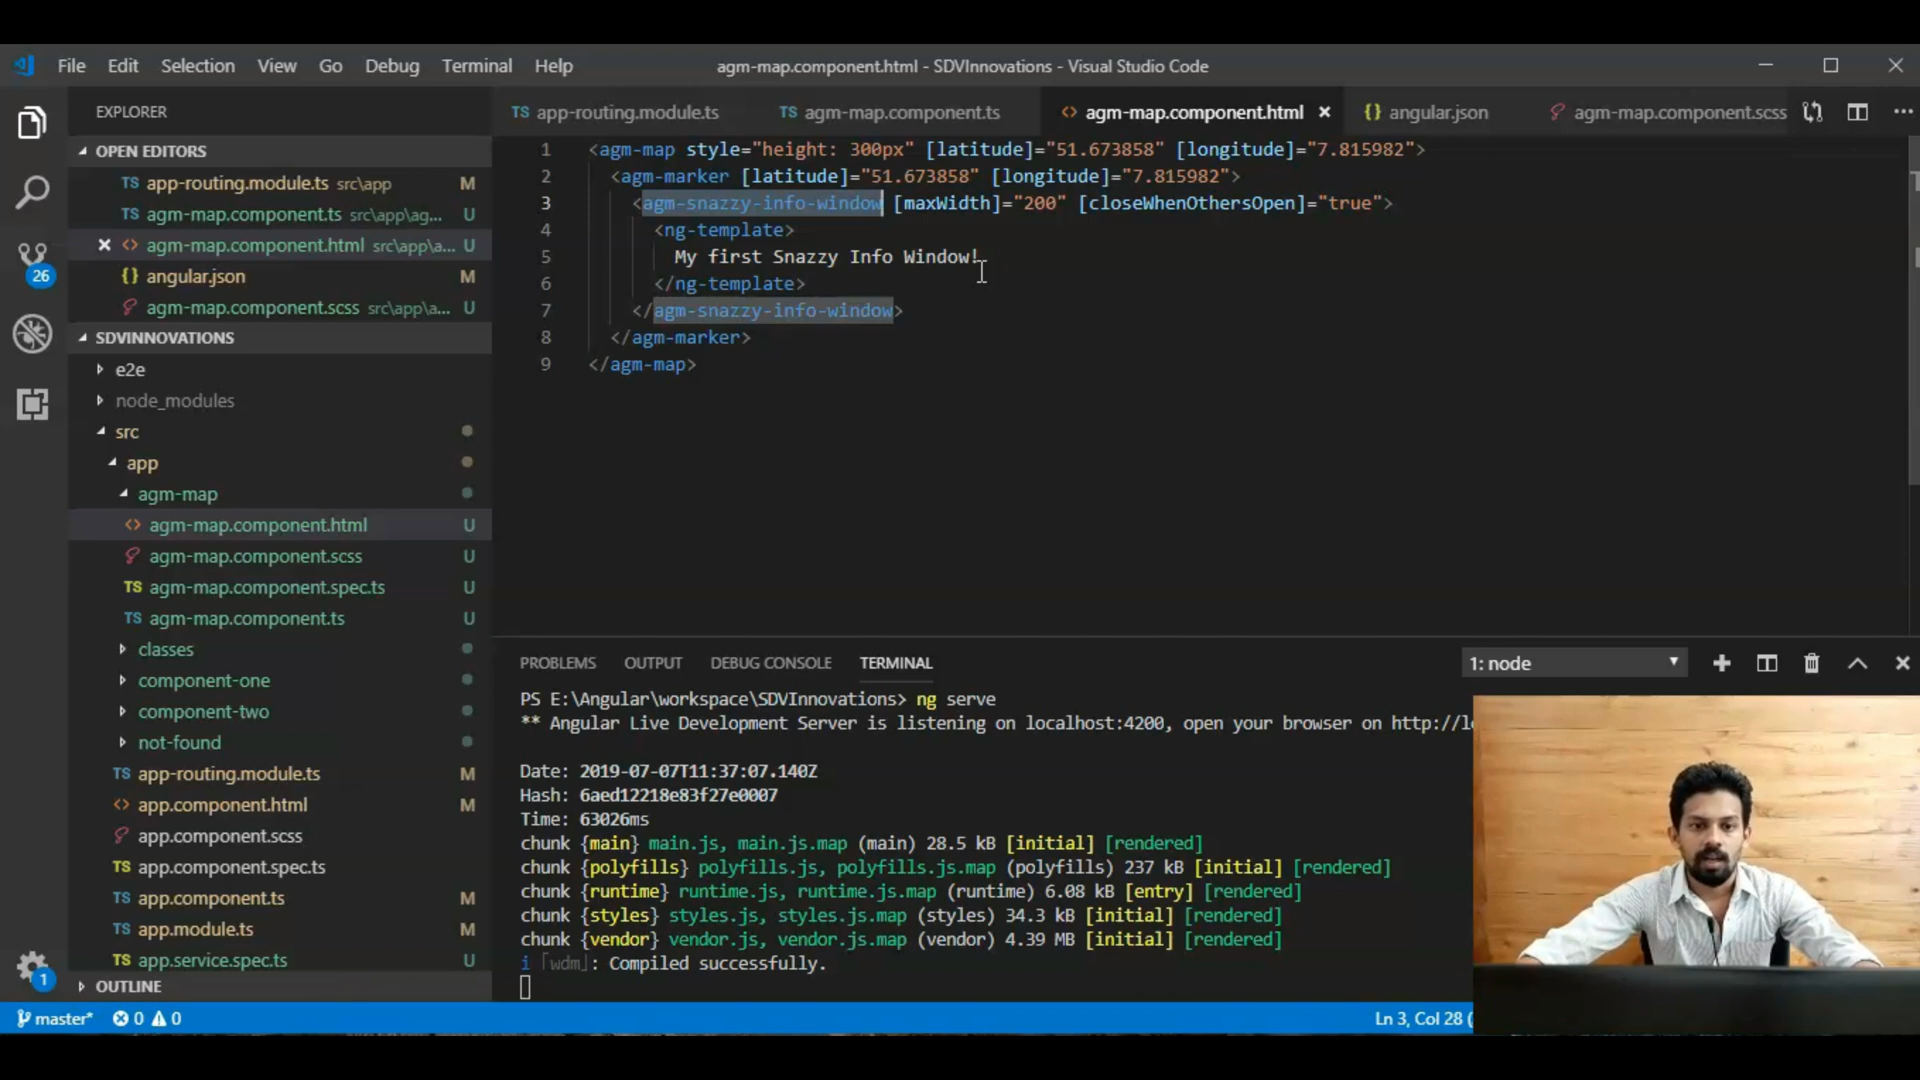 File Edit Selection View Go Debug Terminal Help
agm-map.component.html - SDVInnovations - Visual Studio Code
EXPLORER
TS app-routing.module.ts
TS agm-map.component.ts
<> agm-map.component.html
{} angular.json
agm-map.component.scss
OPEN EDITORS
TS app-routing.module.ts src\app M
TS agm-map.component.ts src\app\ag... U
<> agm-map.component.html src\app\a... U
{} angular.json
agm-map.component.scss src\app\a... U
26
SDVINNOVATIONS
e2e
node_modules
src
app
agm-map
<> agm-map.component.html U
agm-map.component.scss U
TS agm-map.component.spec.ts U
TS agm-map.component.ts U
classes
component-one
component-two
not-found
TS app-routing.module.ts M
<> app.component.html M
app.component.scss
TS app.component.spec.ts
TS app.component.ts M
TS app.module.ts M
TS app.service.spec.ts U
OUTLINE
1
1 <agm-map style="height: 300px" [latitude]="51.673858" [longitude]="7.815982">
2 <agm-marker [latitude]="51.673858" [longitude]="7.815982">
3 <agm-snazzy-info-window [maxWidth]="200" [closeWhenOthersOpen]="true">
4 <ng-template>
5 My first Snazzy Info Window!
6 </ng-template>
7 </agm-snazzy-info-window>
8 </agm-marker>
9 </agm-map>
PROBLEMS OUTPUT DEBUG CONSOLE TERMINAL
1: node
PS E:\Angular\workspace\SDVInnovations> ng serve
** Angular Live Development Server is listening on localhost:4200, open your browser on http://l
Date: 2019-07-07T11:37:07.140Z
Hash: 6aed12218e83f27e0007
Time: 63026ms
chunk {main} main.js, main.js.map (main) 28.5 kB [initial] [rendered]
chunk {polyfills} polyfills.js, polyfills.js.map (polyfills) 237 kB [initial] [rendered]
chunk {runtime} runtime.js, runtime.js.map (runtime) 6.08 kB [entry] [rendered]
chunk {styles} styles.js, styles.js.map (styles) 34.3 kB [initial] [rendered]
chunk {vendor} vendor.js, vendor.js.map (vendor) 4.39 MB [initial] [rendered]
i ｢wdm｣: Compiled successfully.
master* 0 0
Ln 3, Col 28 (